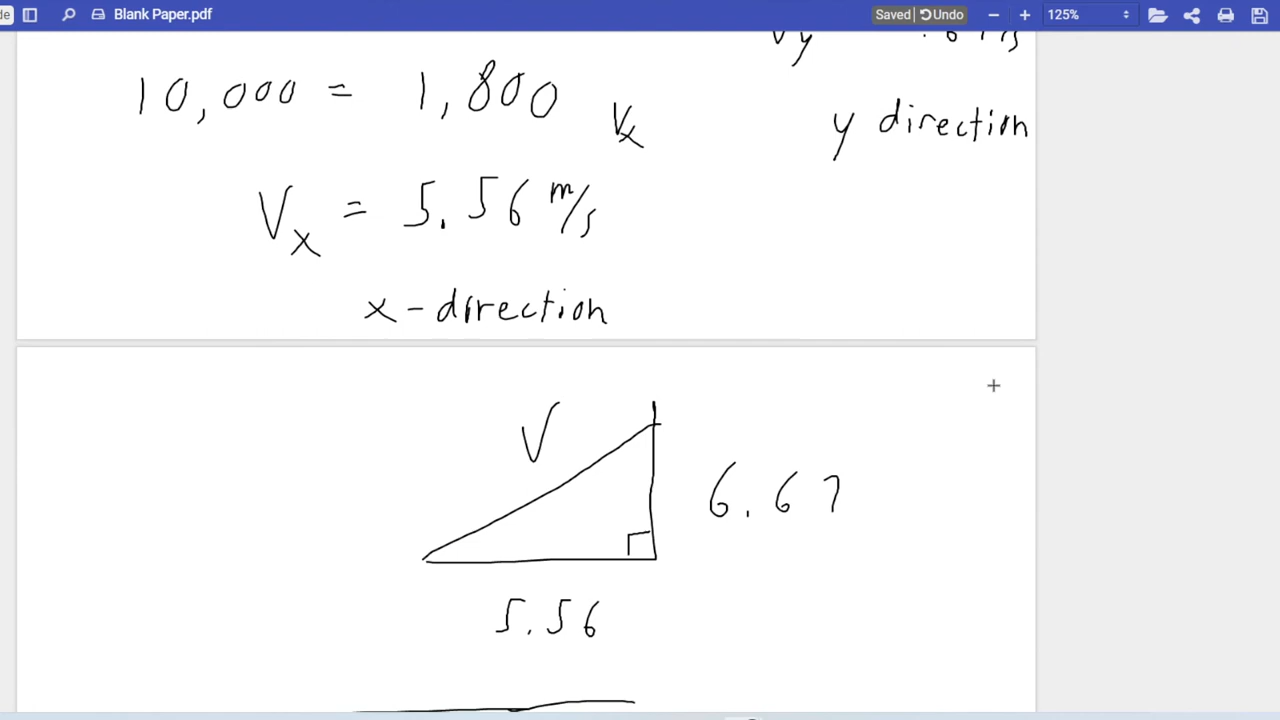 de Blank Paper.pdf Saved Undo 125%
10,000 = 1,800 Vx
y direction
Vx = 5.56 m/s
x - direction
V
6.67
5.56